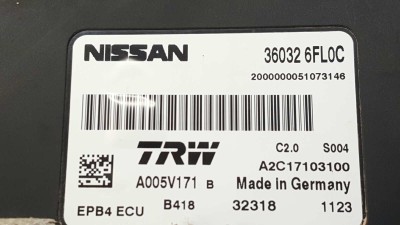 NISSAN
36032 6FL0C
2000000051073146
TRW
C2.0 S004
A2C17103100
A005V171 B
Made in Germany
EPB4 ECU
B418
32318
1123